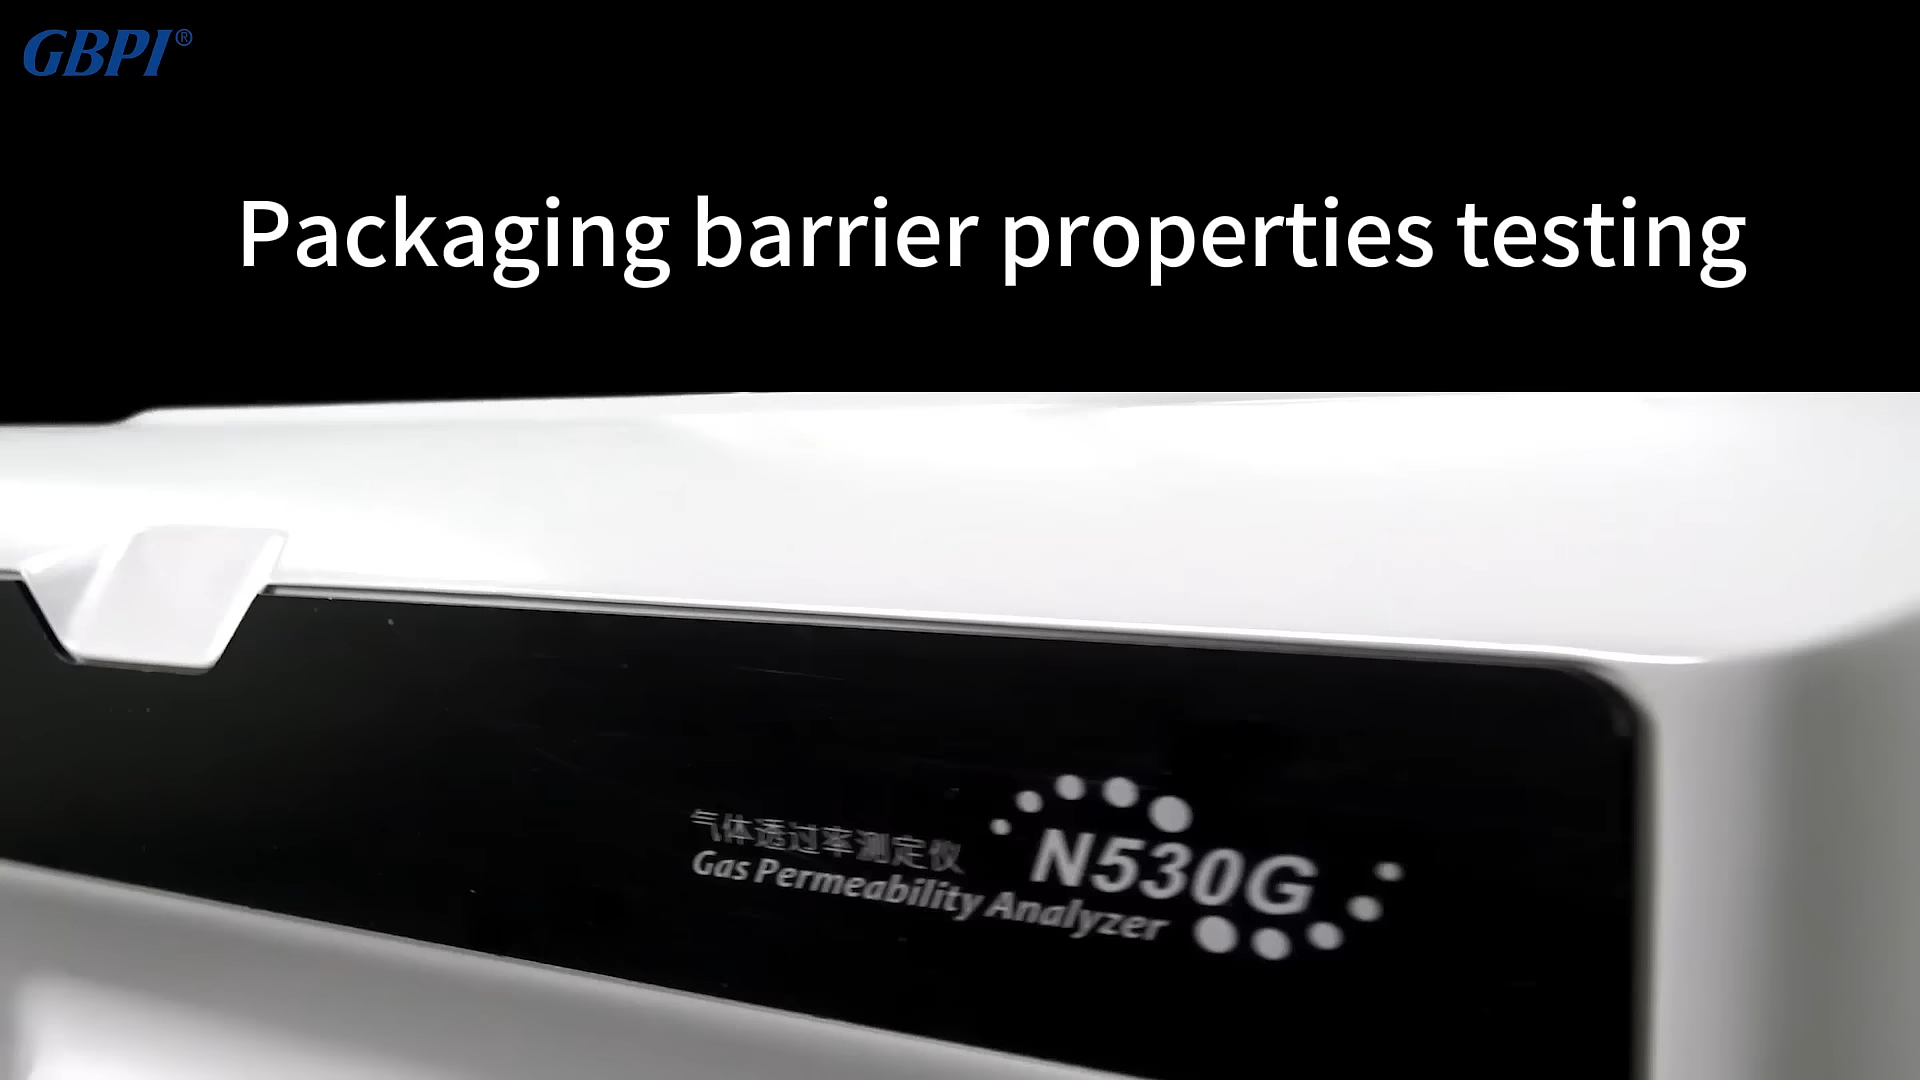 GBPI®
Packaging barrier properties testing
气体透过率测定仪
Gas Permeability Analyzer
N530G